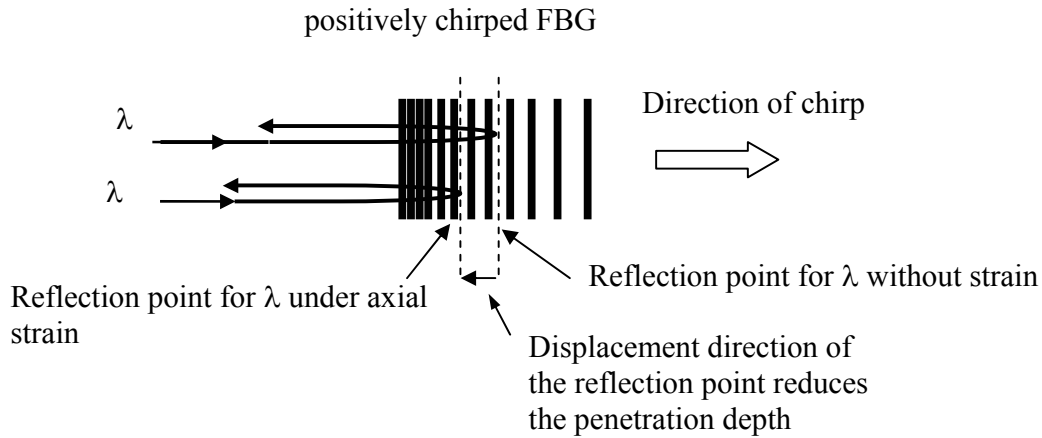 positively chirped FBG
Direction of chirp
λ
λ
Reflection point for λ without strain
Reflection point for λ under axial
strain
Displacement direction of
the reflection point reduces
the penetration depth